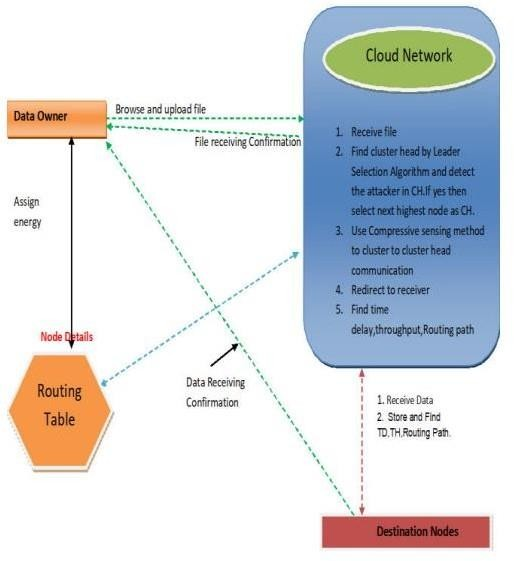 Cloud Network
Data Owner
Browse and upload file
File receiving Confirmation
1. Receive file
2. Find cluster head by Leader
Selection Algorithm and detect
the attacker in CH.If yes then
select next highest node as CH.
3. Use Compressive sensing method
to cluster to cluster head
communication
4. Redirect to receiver
5. Find time
delay,throughput,Routing path
Assign
energy
Node Details
Routing
Table
Data Receiving
Confirmation
1. Receive Data
2. Store and Find
TD,TH,Routing Path.
Destination Nodes